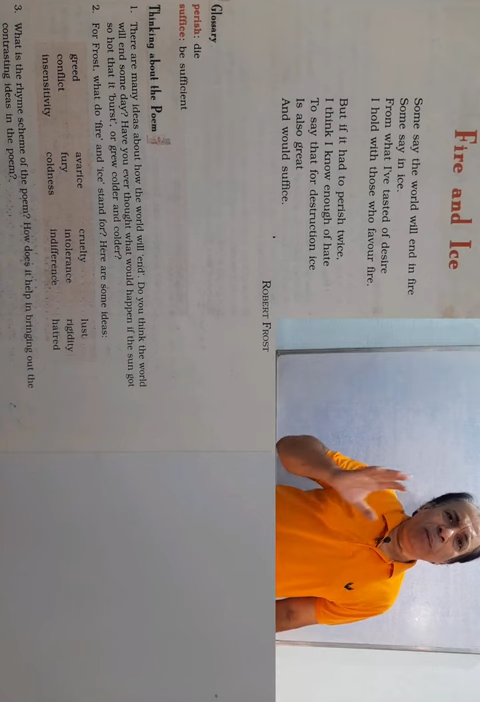 Fire and Ice
Some say the world will end in fire
Some say in ice.
From what I've tasted of desire
I hold with those who favour fire.
But if it had to perish twice,
I think I know enough of hate
To say that for destruction ice
Is also great
And would suffice.
ROBERT FROST
Glossary
perish: die
suffice: be sufficient
Thinking about the Poem
1. There are many ideas about how the world will 'end'. Do you think the world
will end some day? Have you ever thought what would happen if the sun got
so hot that it 'burst', or grew colder and colder?
2. For Frost, what do 'fire' and 'ice' stand for? Here are some ideas:
greed avarice cruelty lust
conflict fury intolerance rigidity
insensitivity coldness indifference hatred
3. What is the rhyme scheme of the poem? How does it help in bringing out the
contrasting ideas in the poem?